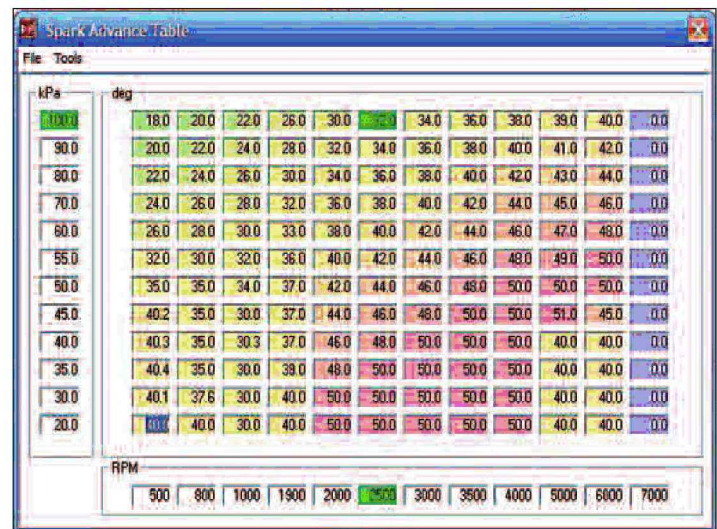 Spark Advance Table
File Tools
kPa deg
100.0 18.0 20.0 22.0 26.0 30.0 34.0 36.0 38.0 39.0 40.0 0.0
90.0 20.0 22.0 24.0 28.0 32.0 34.0 36.0 38.0 40.0 41.0 42.0 0.0
80.0 22.0 24.0 26.0 30.0 34.0 36.0 38.0 40.0 42.0 43.0 44.0 0.0
70.0 24.0 26.0 28.0 32.0 36.0 38.0 40.0 42.0 44.0 45.0 46.0 0.0
60.0 26.0 28.0 30.0 33.0 38.0 40.0 42.0 44.0 46.0 47.0 48.0 0.0
55.0 32.0 30.0 32.0 36.0 40.0 42.0 44.0 46.0 48.0 49.0 50.0 0.0
50.0 35.0 35.0 34.0 37.0 42.0 44.0 46.0 48.0 50.0 50.0 50.0 0.0
45.0 40.2 35.0 30.0 37.0 44.0 46.0 48.0 50.0 50.0 51.0 45.0 0.0
40.0 40.3 35.0 30.3 37.0 46.0 48.0 50.0 50.0 50.0 40.0 40.0 0.0
35.0 40.4 35.0 30.0 39.0 48.0 50.0 50.0 50.0 50.0 40.0 40.0 0.0
30.0 40.1 37.6 30.0 40.0 50.0 50.0 50.0 50.0 50.0 40.0 40.0 0.0
20.0 40.0 30.0 40.0 50.0 50.0 50.0 50.0 50.0 40.0 40.0 0.0
RPM
500 800 1000 1900 2000 2500 3000 3500 4000 5000 6000 7000